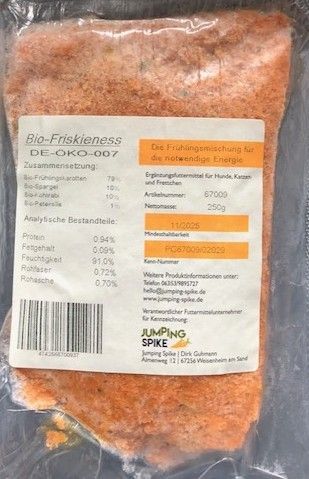 Bio-Friskieness
DE-ÖKO-007
Zusammensetzung:
Bio-Frühlingskarotten 79%
Bio-Spargel 10%
Bio-Kohlrabi 10%
Bio-Petersilie 1%
Analytische Bestandteile:
Protein 0,94%
Fettgehalt 0,09%
Feuchtigkeit 91,0%
Rohfaser 0,72%
Rohasche 0,70%
Die Frühlingsmischung für
die notwendige Energie
Ergänzungsfuttermittel für Hunde, Katzen
und Frettchen
Artikelnummer: 67009
Nettomasse: 250g
11/2025
Mindesthaltbarkeit
PC67009/02029
Kenn-Nummer
Weitere Produktinformationen unter:
Telefon 06353/9895727
hello@jumping-spike.de
www.jumping-spike.de
Verantwortlicher Futtermittelunternehmer
für Kennzeichnung:
JUMPING
SPIKE
Jumping Spike | Dirk Guhmann
Almenweg 12 | 67256 Weisenheim am Sand